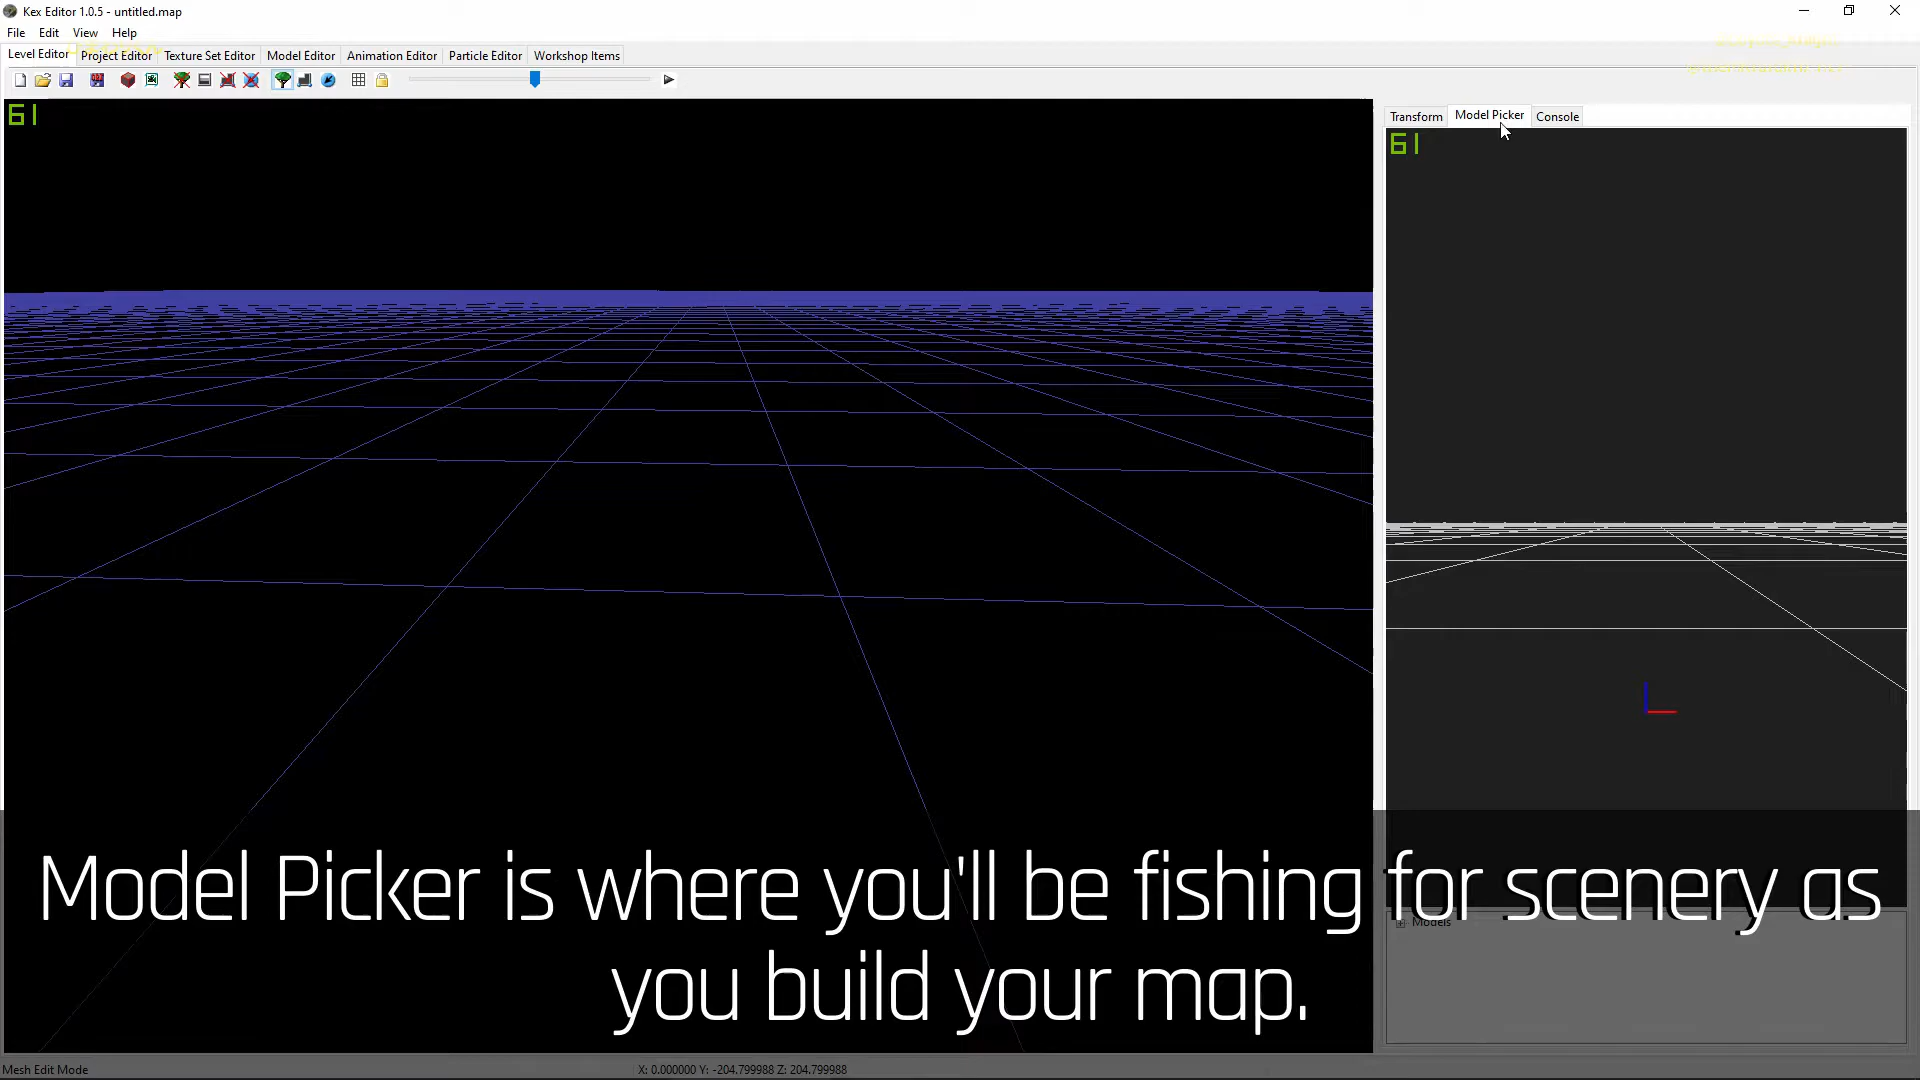 Kex Editor 1.0.5 - untitled.map
File Edit View Help
Level Editor Project Editor Texture Set Editor Model Editor Animation Editor Particle Editor Workshop Items
61
Transform Model Picker Console
61
Model Picker is where you'll be fishing for scenery as
you build your map.
Models
Mesh Edit Mode X: 0.000000 Y: -204.799988 Z: 204.799988